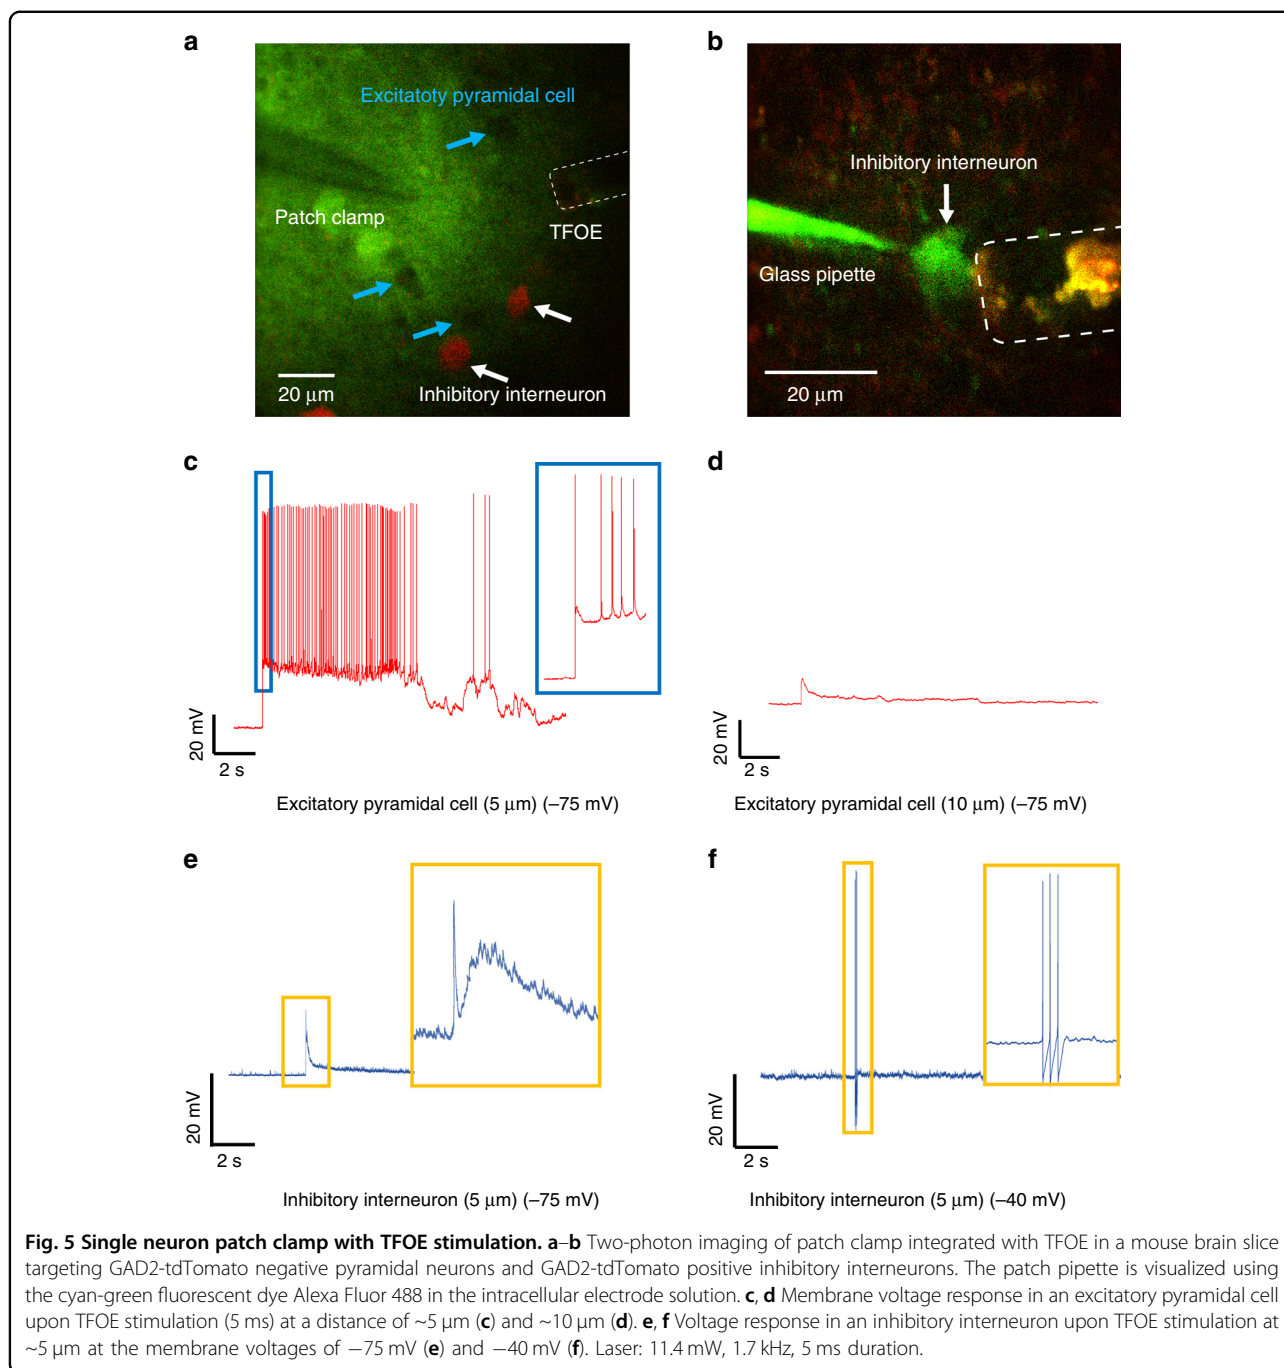 a
Excitatoty pyramidal cell
Patch clamp
TFOE
Inhibitory interneuron
20 μm
b
Inhibitory interneuron
Glass pipette
20 μm
c
20 mV
2 s
Excitatory pyramidal cell (5 μm) (–75 mV)
d
20 mV
2 s
Excitatory pyramidal cell (10 μm) (–75 mV)
e
20 mV
2 s
Inhibitory interneuron (5 μm) (–75 mV)
f
20 mV
2 s
Inhibitory interneuron (5 μm) (–40 mV)
Fig. 5 Single neuron patch clamp with TFOE stimulation. a–b Two-photon imaging of patch clamp integrated with TFOE in a mouse brain slice
targeting GAD2-tdTomato negative pyramidal neurons and GAD2-tdTomato positive inhibitory interneurons. The patch pipette is visualized using
the cyan-green fluorescent dye Alexa Fluor 488 in the intracellular electrode solution. c, d Membrane voltage response in an excitatory pyramidal cell
upon TFOE stimulation (5 ms) at a distance of ~5 μm (c) and ~10 μm (d). e, f Voltage response in an inhibitory interneuron upon TFOE stimulation at
~5 μm at the membrane voltages of −75 mV (e) and −40 mV (f). Laser: 11.4 mW, 1.7 kHz, 5 ms duration.